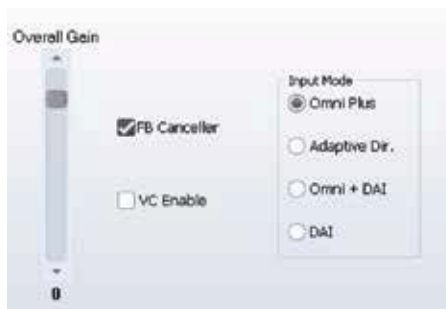 Overall Gain
Input Mode
Omni Plus
FB Canceller
Adaptive Dir.
VC Enable
Omni + DAI
DAI
0